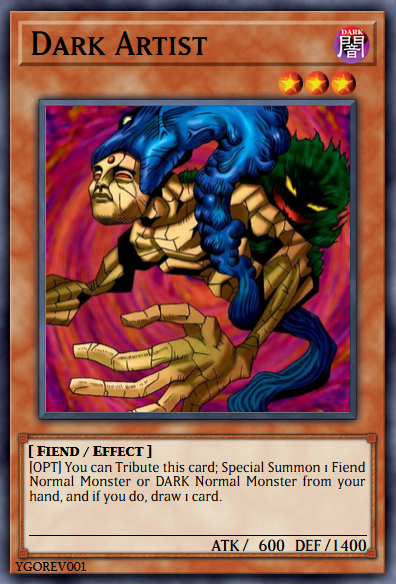 Dark Artist
DARK
闇
[ Fiend / Effect ]
[OPT] You can Tribute this card; Special Summon 1 Fiend
Normal Monster or DARK Normal Monster from your
hand, and if you do, draw 1 card.
ATK / 600 DEF /1400
YGOREV001